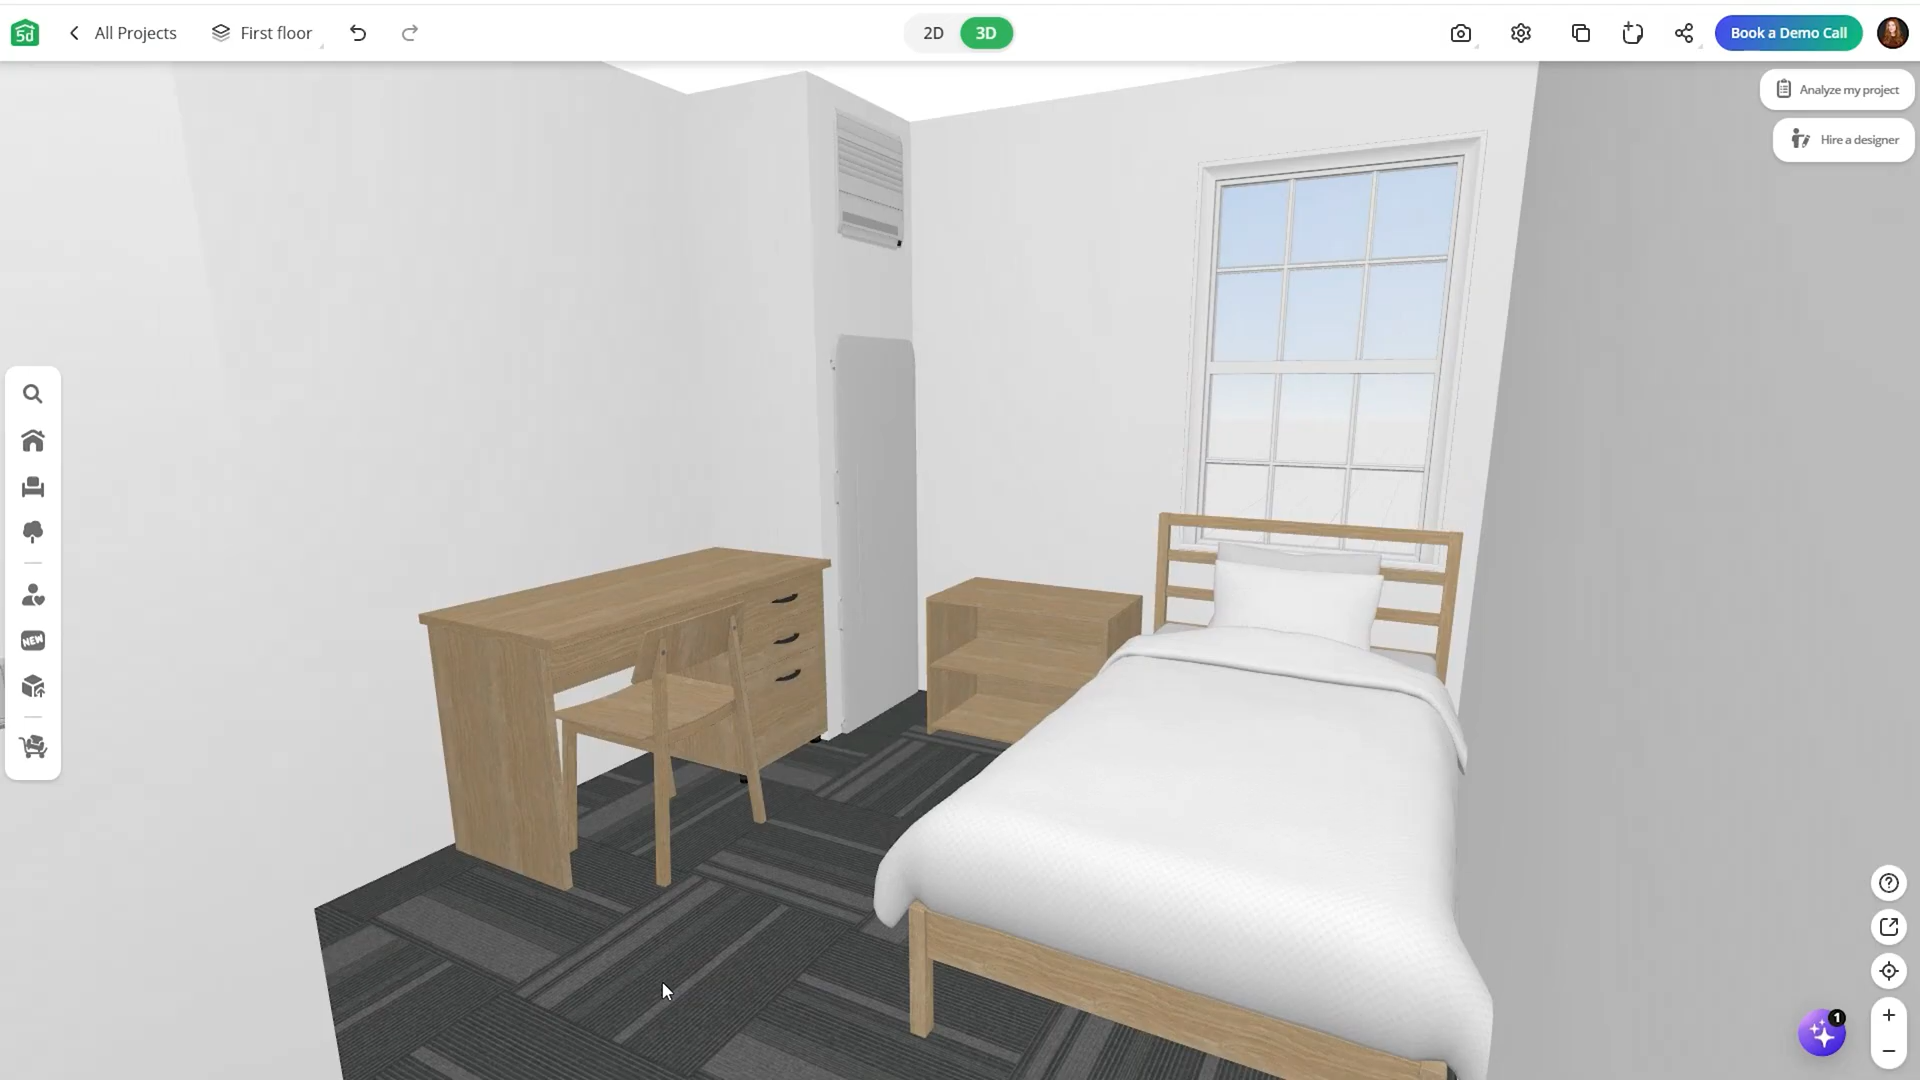 5d
All Projects
First floor
2D
3D
Book a Demo Call
Analyze my project
Hire a designer
NEW
1